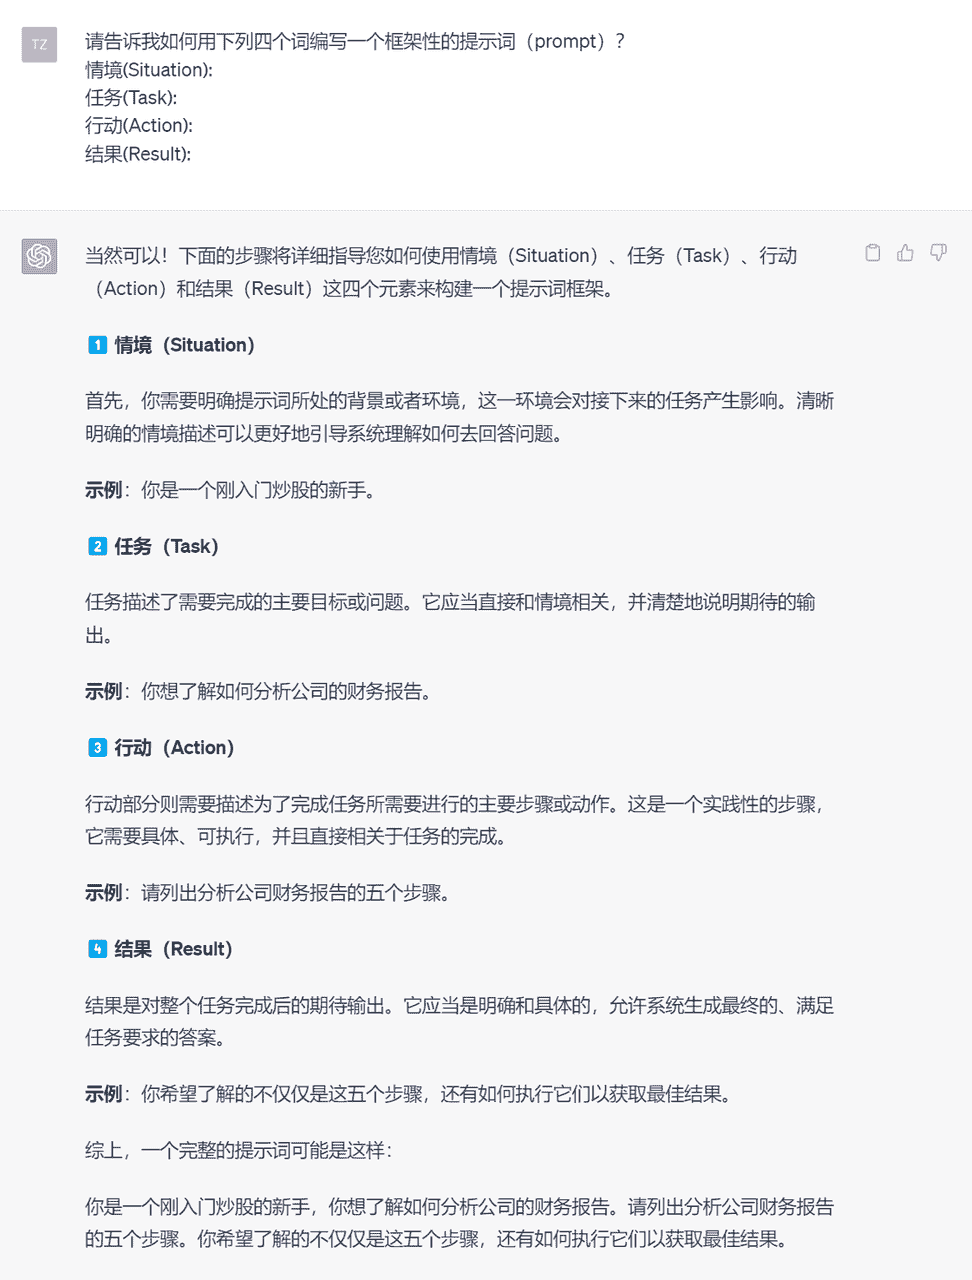 TZ
请告诉我如何用下列四个词编写一个框架性的提示词（prompt）？
情境(Situation):
任务(Task):
行动(Action):
结果(Result):
当然可以！下面的步骤将详细指导您如何使用情境（Situation）、任务（Task）、行动
（Action）和结果（Result）这四个元素来构建一个提示词框架。
1 情境（Situation）
首先，你需要明确提示词所处的背景或者环境，这一环境会对接下来的任务产生影响。清晰
明确的情境描述可以更好地引导系统理解如何去回答问题。
示例：你是一个刚入门炒股的新手。
2 任务（Task）
任务描述了需要完成的主要目标或问题。它应当直接和情境相关，并清楚地说明期待的输
出。
示例：你想了解如何分析公司的财务报告。
3 行动（Action）
行动部分则需要描述为了完成任务所需要进行的主要步骤或动作。这是一个实践性的步骤，
它需要具体、可执行，并且直接相关于任务的完成。
示例：请列出分析公司财务报告的五个步骤。
4 结果（Result）
结果是对整个任务完成后的期待输出。它应当是明确和具体的，允许系统生成最终的、满足
任务要求的答案。
示例：你希望了解的不仅仅是这五个步骤，还有如何执行它们以获取最佳结果。
综上，一个完整的提示词可能是这样：
你是一个刚入门炒股的新手，你想了解如何分析公司的财务报告。请列出分析公司财务报告
的五个步骤。你希望了解的不仅仅是这五个步骤，还有如何执行它们以获取最佳结果。